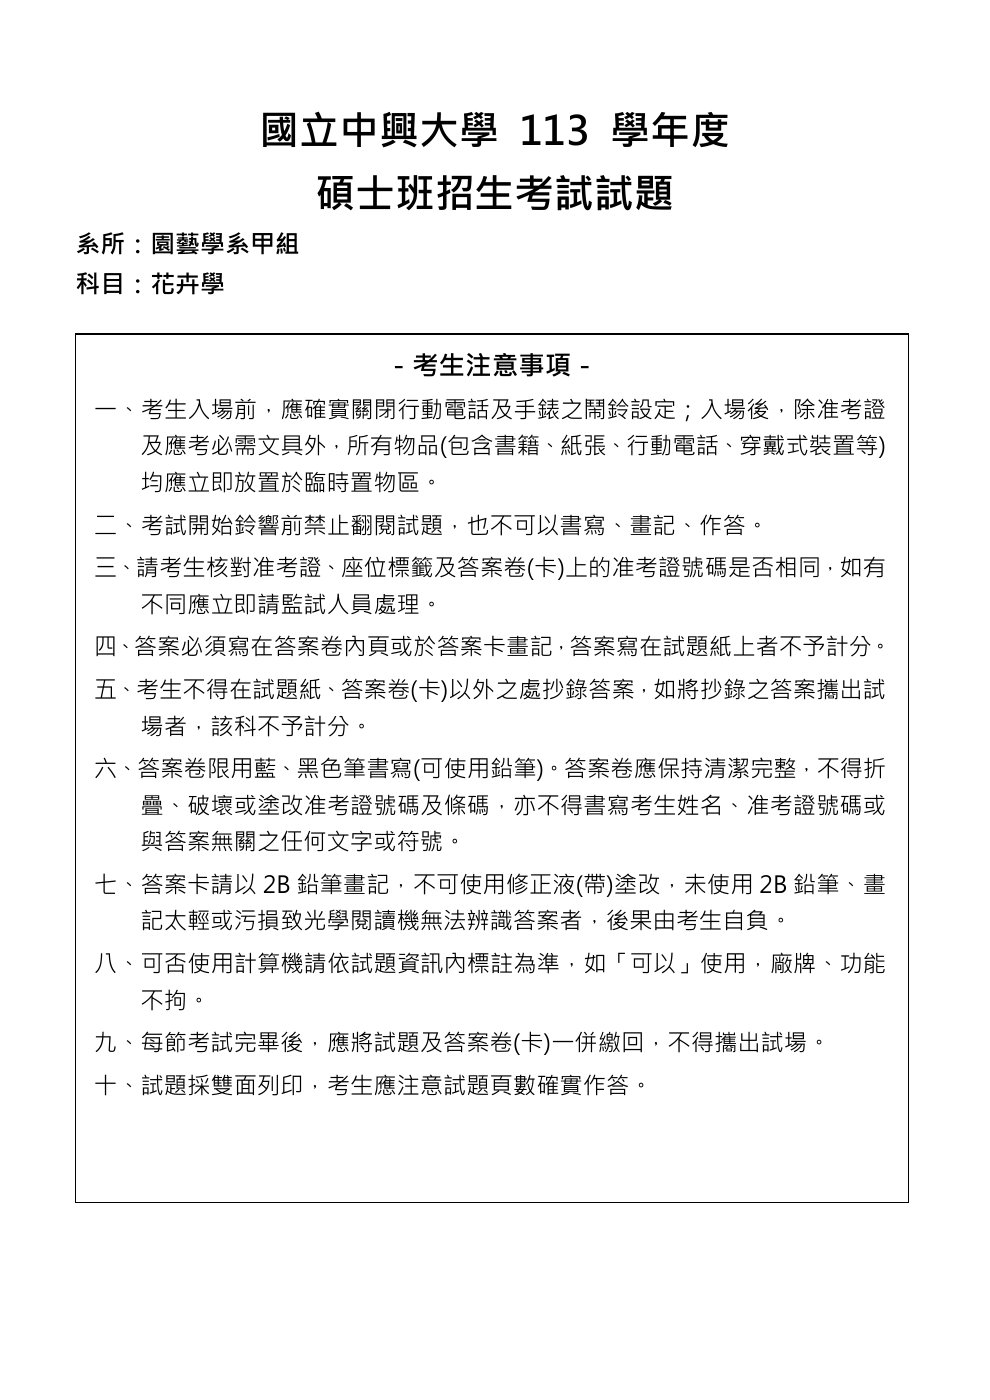 國立中興大學 113 學年度
碩士班招生考試試題
系所：園藝學系甲組
科目：花卉學
- 考生注意事項 -
一、考生入場前，應確實關閉行動電話及手錶之鬧鈴設定；入場後，除准考證
及應考必需文具外，所有物品(包含書籍、紙張、行動電話、穿戴式裝置等)
均應立即放置於臨時置物區。
二、考試開始鈴響前禁止翻閱試題，也不可以書寫、畫記、作答。
三、請考生核對准考證、座位標籤及答案卷(卡)上的准考證號碼是否相同，如有
不同應立即請監試人員處理。
四、答案必須寫在答案卷內頁或於答案卡畫記，答案寫在試題紙上者不予計分。
五、考生不得在試題紙、答案卷(卡)以外之處抄錄答案，如將抄錄之答案攜出試
場者，該科不予計分。
六、答案卷限用藍、黑色筆書寫(可使用鉛筆)。答案卷應保持清潔完整，不得折
疊、破壞或塗改准考證號碼及條碼，亦不得書寫考生姓名、准考證號碼或
與答案無關之任何文字或符號。
七、答案卡請以 2B 鉛筆畫記，不可使用修正液(帶)塗改，未使用 2B 鉛筆、畫
記太輕或污損致光學閱讀機無法辨識答案者，後果由考生自負。
八、可否使用計算機請依試題資訊內標註為準，如「可以」使用，廠牌、功能
不拘。
九、每節考試完畢後，應將試題及答案卷(卡)一併繳回，不得攜出試場。
十、試題採雙面列印，考生應注意試題頁數確實作答。